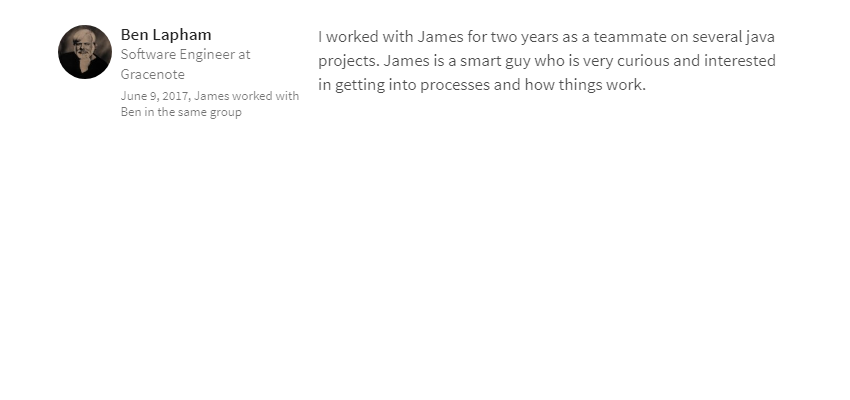 Ben Lapham
Software Engineer at
Gracenote
June 9, 2017, James worked with
Ben in the same group
I worked with James for two years as a teammate on several java
projects. James is a smart guy who is very curious and interested
in getting into processes and how things work.